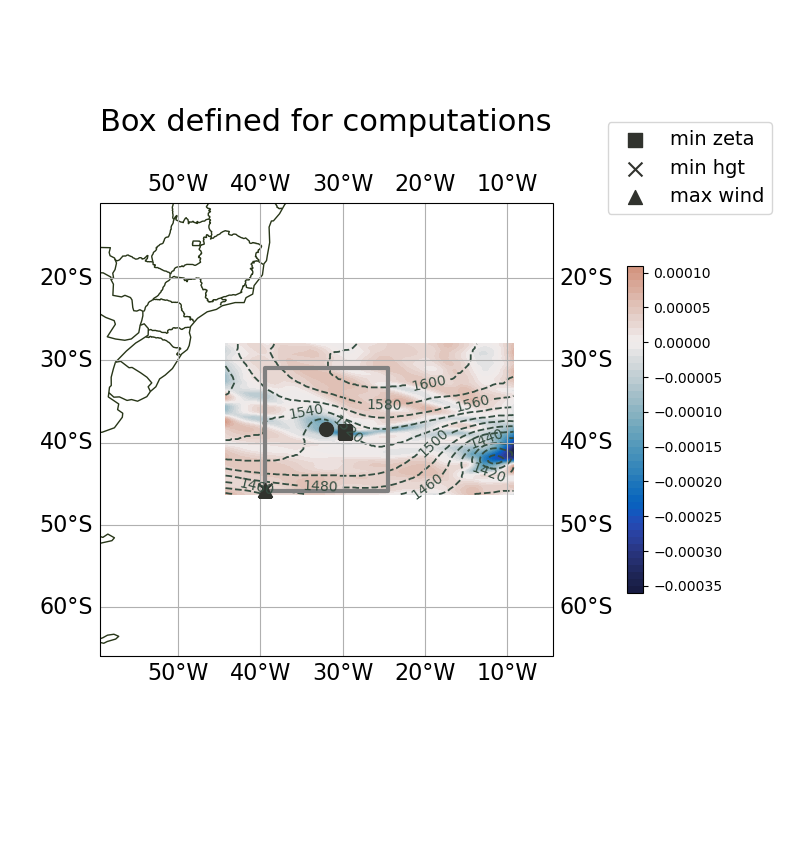 Box defined for computations
min zeta
min hgt
max wind
50°W 40°W 30°W 20°W 10°W
20°S 20°S
30°S 30°S
40°S 40°S
50°S 50°S
60°S 60°S
50°W 40°W 30°W 20°W 10°W
1600
1580
1560
1540
1500
1440
1420
1460
1480
1460
0.00010
0.00005
0.00000
−0.00005
−0.00010
−0.00015
−0.00020
−0.00025
−0.00030
−0.00035